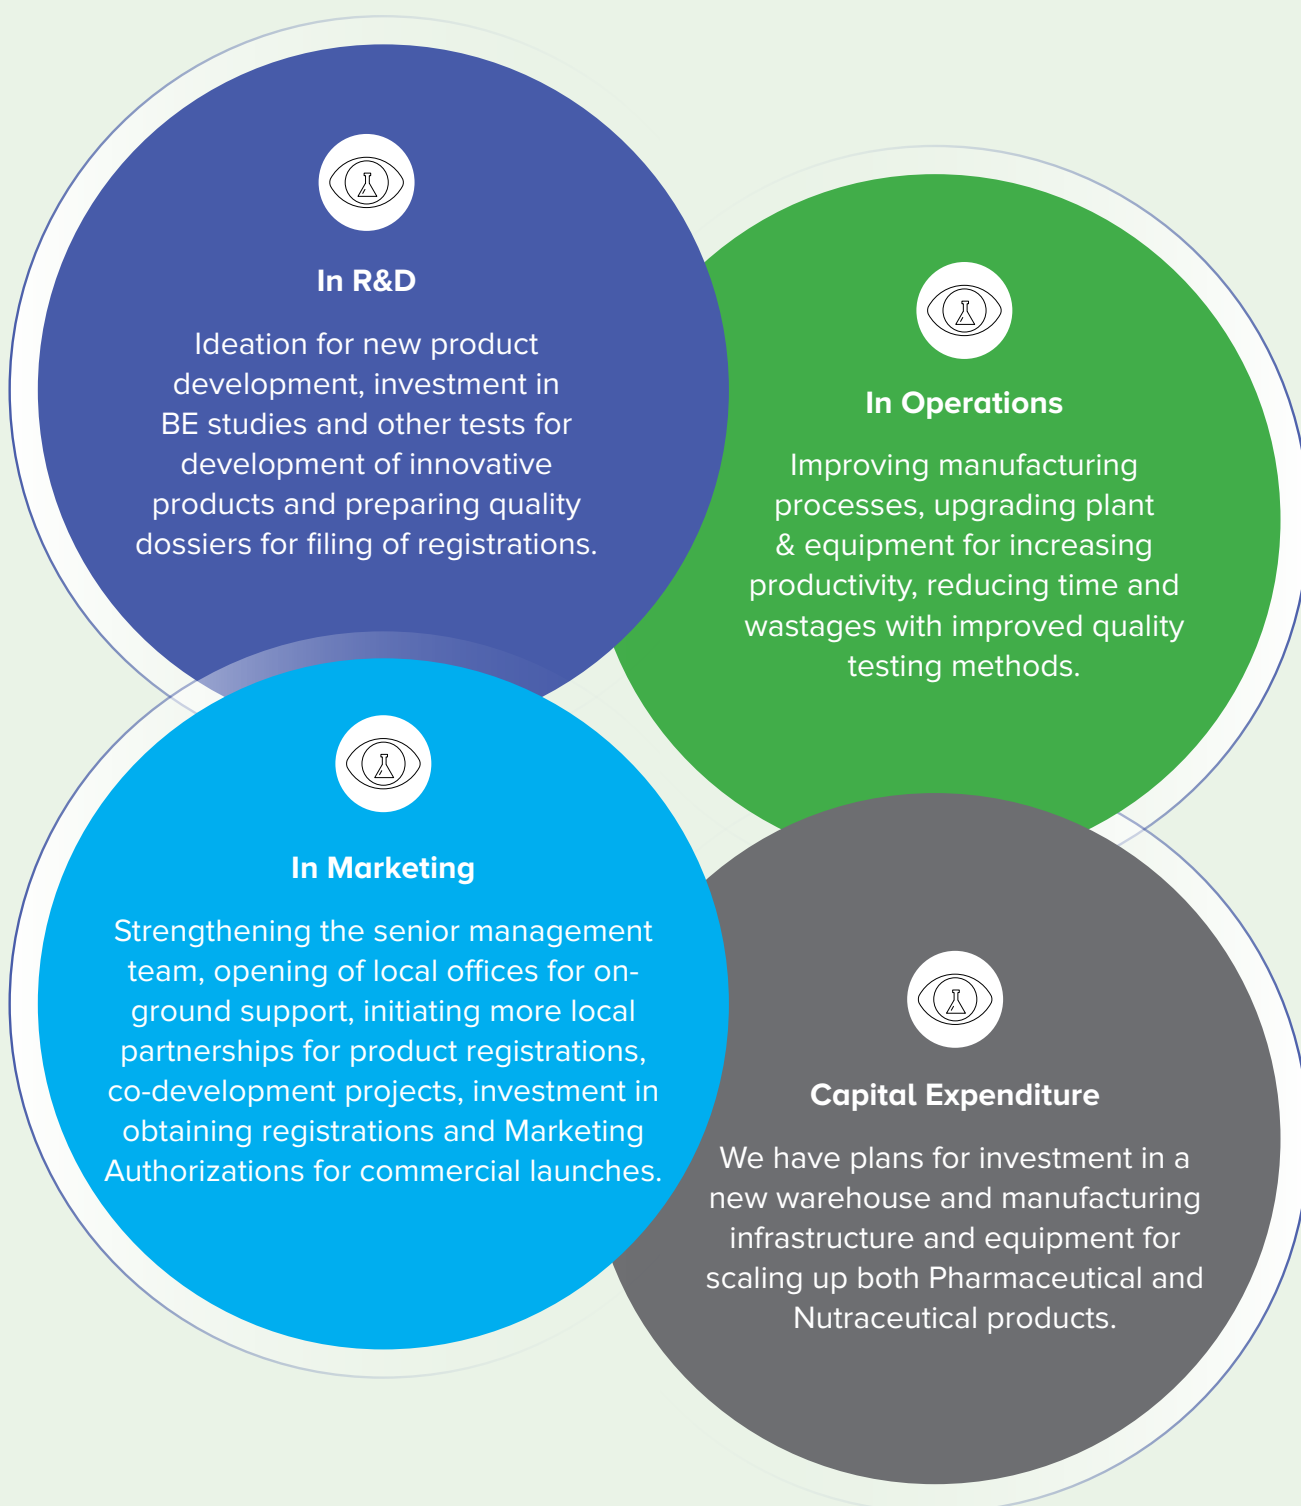 In R&D
Ideation for new product
development, investment in
BE studies and other tests for
development of innovative
products and preparing quality
dossiers for filing of registrations.
In Operations
Improving manufacturing
processes, upgrading plant
& equipment for increasing
productivity, reducing time and
wastages with improved quality
testing methods.
In Marketing
Strengthening the senior management
team, opening of local offices for on-
ground support, initiating more local
partnerships for product registrations,
co-development projects, investment in
obtaining registrations and Marketing
Authorizations for commercial launches.
Capital Expenditure
We have plans for investment in a
new warehouse and manufacturing
infrastructure and equipment for
scaling up both Pharmaceutical and
Nutraceutical products.